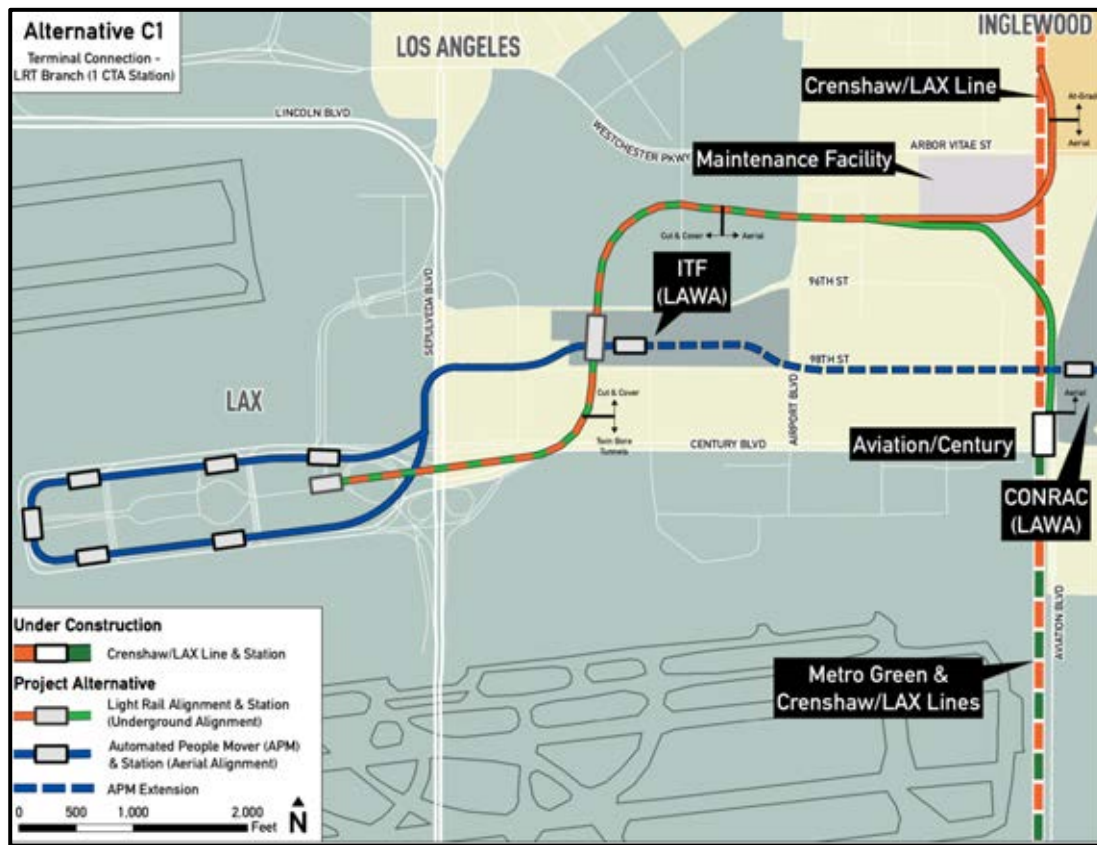 Alternative C1
Terminal Connection -
LRT Branch (1 CTA Station)
LOS ANGELES
INGLEWOOD
Crenshaw/LAX Line
At-Grade
Aerial
LINCOLN BLVD
WESTCHESTER PKWY
ARBOR VITAE ST
Maintenance Facility
Cut & Cover
Aerial
ITF
(LAWA)
96TH ST
SEPULVEDA BLVD
98TH ST
AIRPORT BLVD
LAX
Cut & Cover
Twin Bore
Tunnels
CENTURY BLVD
Aerial
Aviation/Century
CONRAC
(LAWA)
AVIATION BLVD
Metro Green &
Crenshaw/LAX Lines
Under Construction
Crenshaw/LAX Line & Station
Project Alternative
Light Rail Alignment & Station
(Underground Alignment)
Automated People Mover (APM)
& Station (Aerial Alignment)
APM Extension
0 500 1,000 2,000
Feet
N